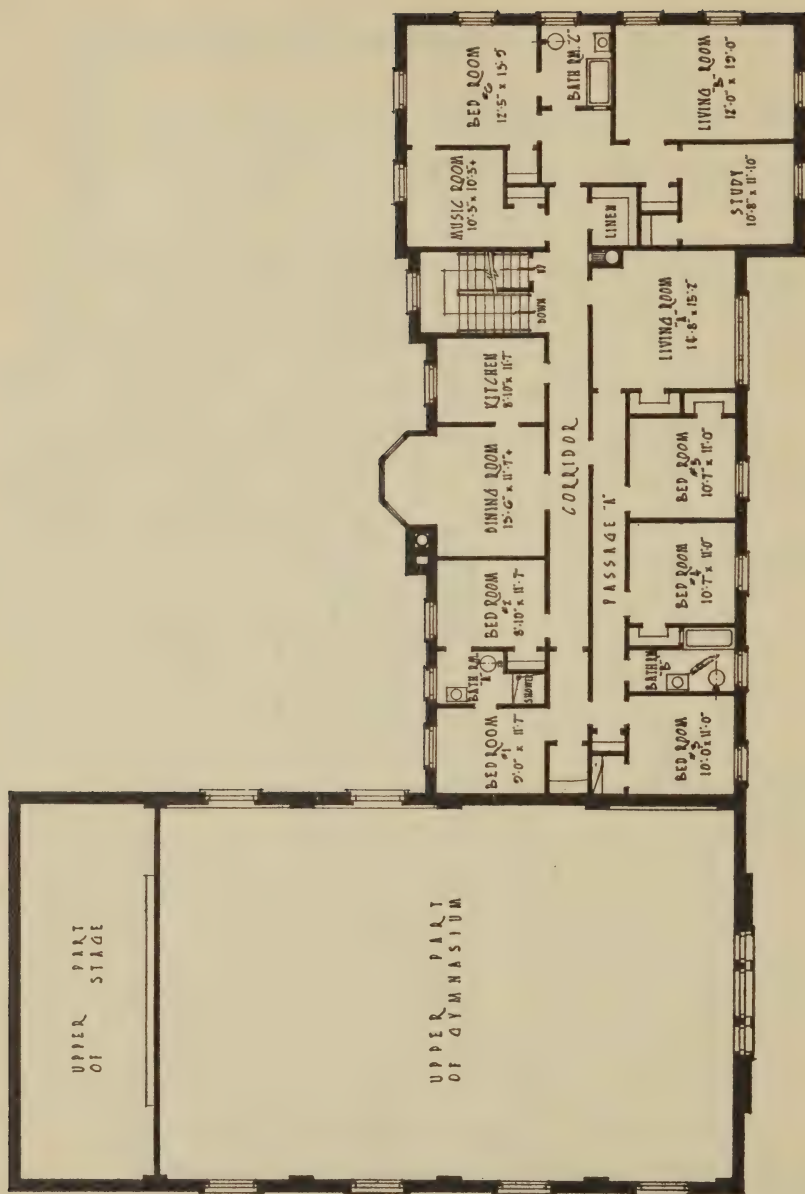 UPPER PART
OF STAGE
UPPER PART
OF GYMNASIUM
BED ROOM
#1
9'-0" x 11'-7"
BATH RM.
"A"
SHOWER
BED ROOM
#2
8'-10" x 11'-7"
DINING ROOM
15'-6" x 11'-7"+
KITCHEN
8'-10" x 11'-7"
DOWN
UP
MUSIC ROOM
10'-5" x 10'-5"+
BED ROOM
#6
12'-5" x 15'-9"
BATH RM. "C"
LIVING ROOM
"B"
12'-0" x 19'-0"
STUDY
10'-8" x 11'-10"
LINEN
CORRIDOR
PASSAGE "A"
LIVING ROOM
"A"
14'-8" x 15'-2"
BED ROOM
10'-7" x 11'-0"
BED ROOM
#4
10'-7" x 11'-0"
BATH RM.
"B"
BED ROOM
10'-0" x 11'-0"